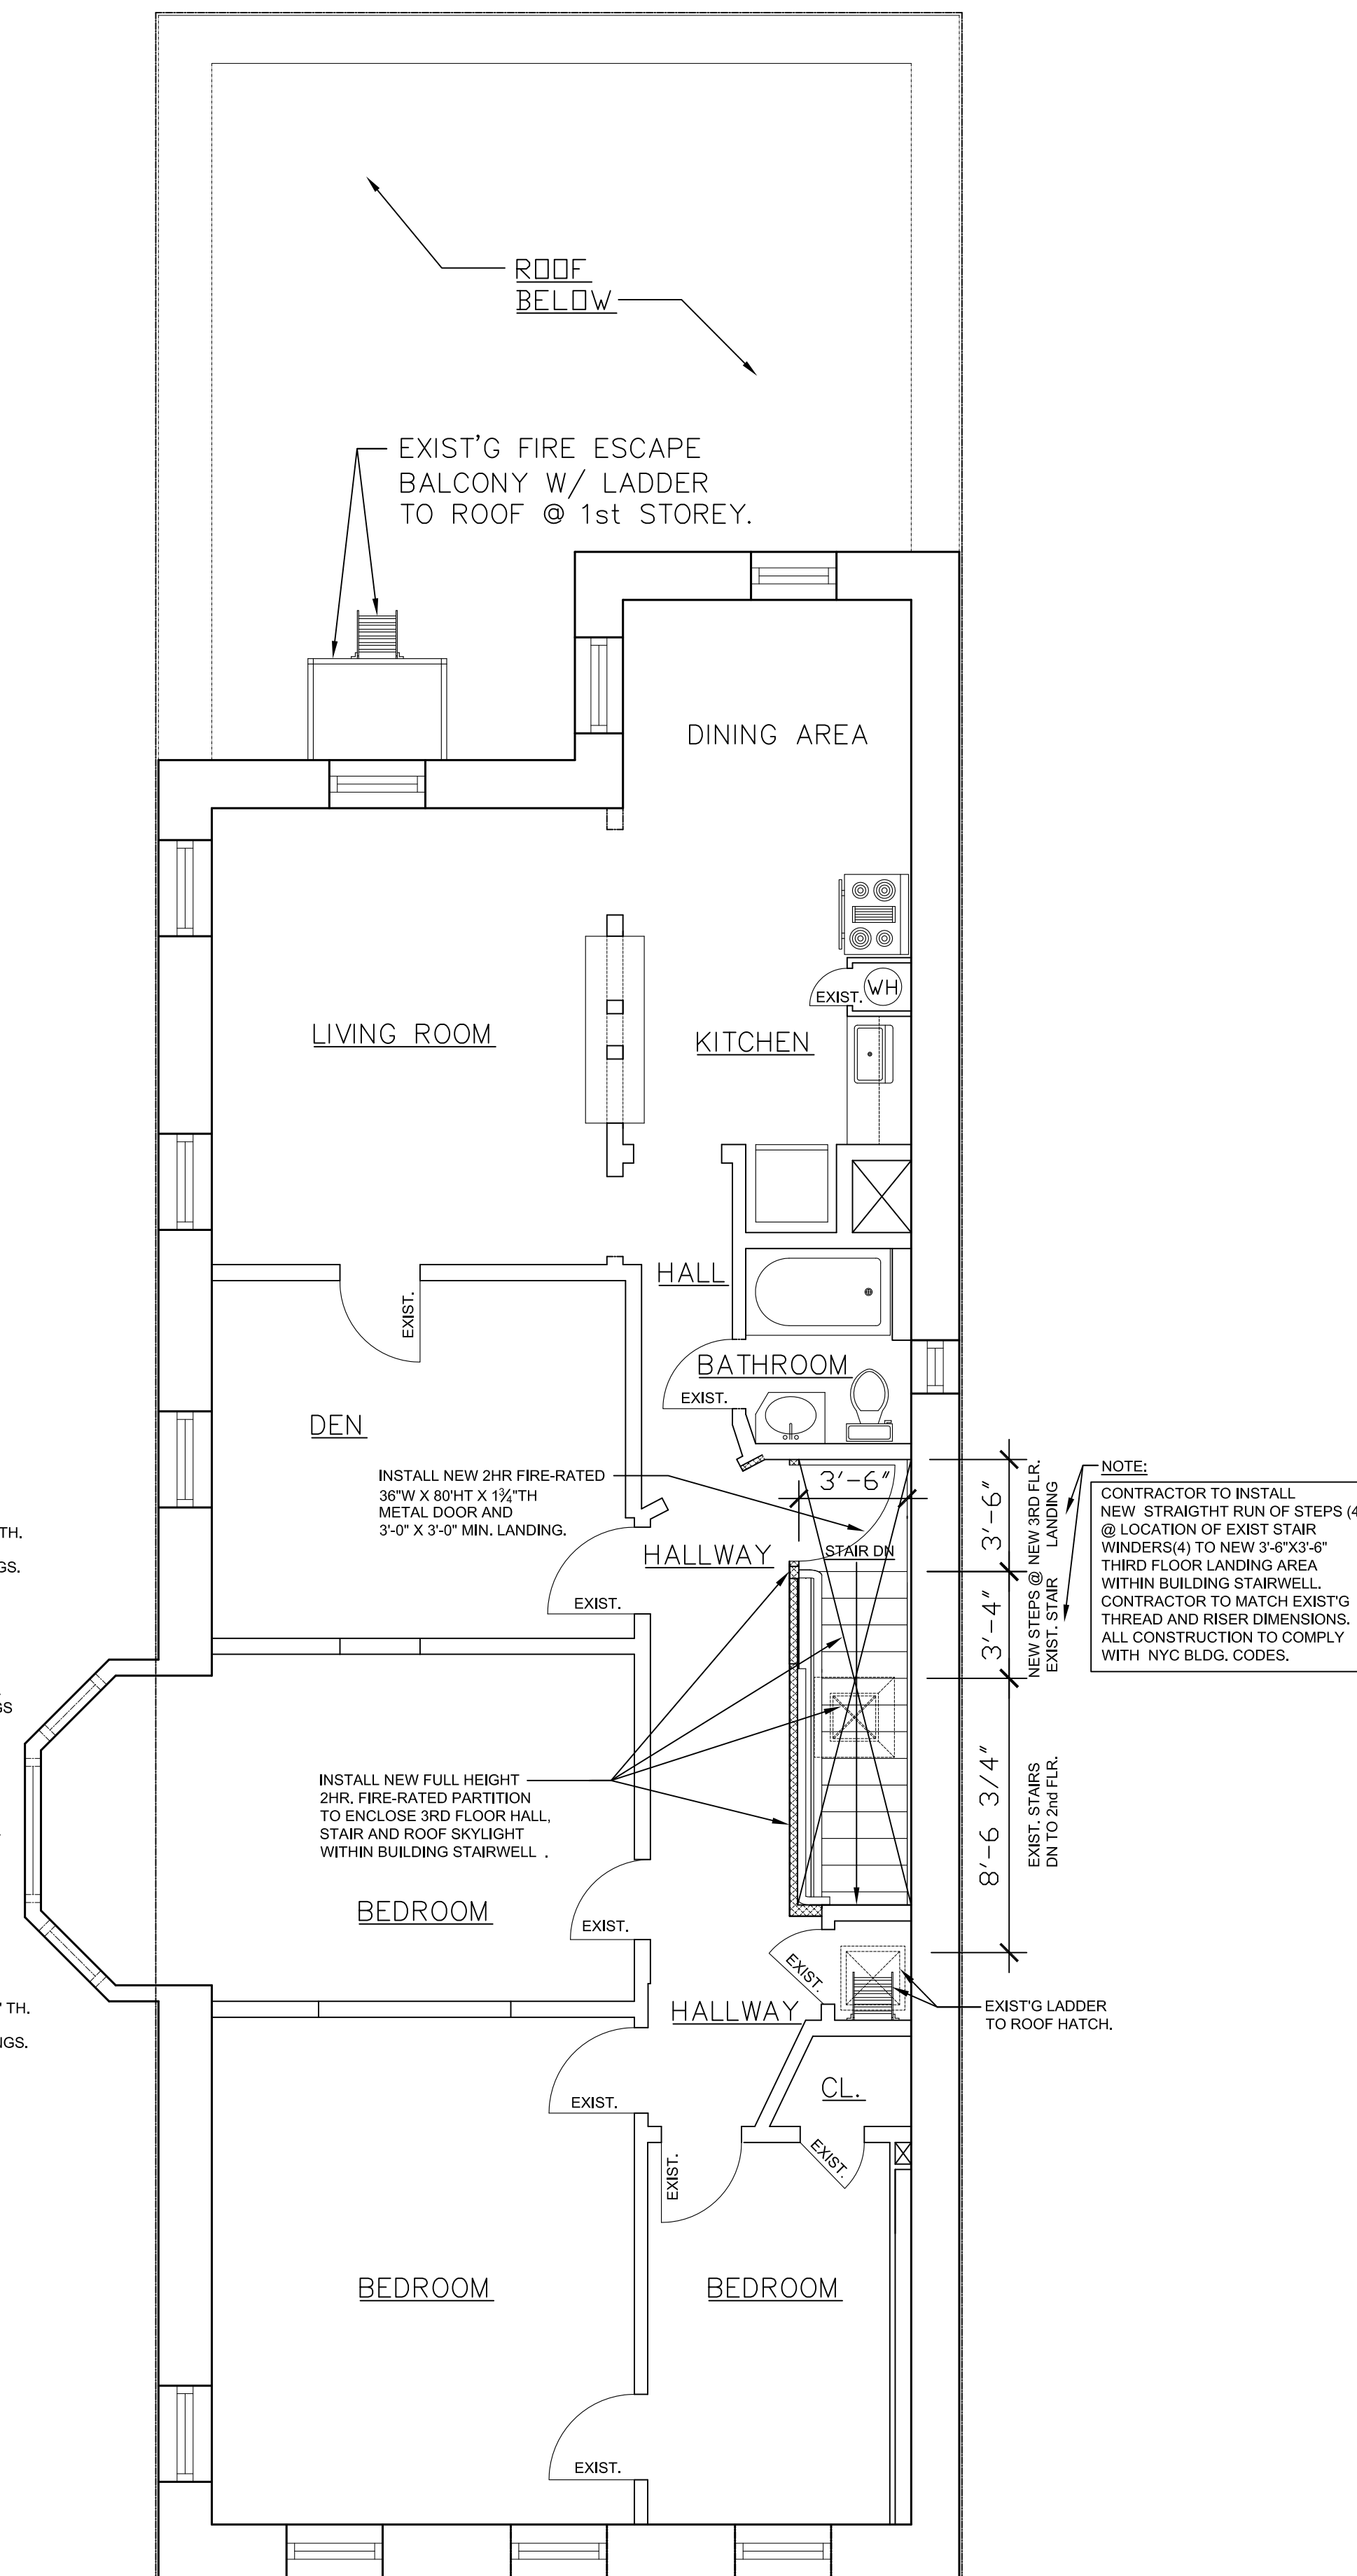 ROOF
BELOW
EXIST'G FIRE ESCAPE
BALCONY W/ LADDER
TO ROOF @ 1st STOREY.
DINING AREA
WH
EXIST.
LIVING ROOM
KITCHEN
HALL
EXIST.
BATHROOM
EXIST.
DEN
INSTALL NEW 2HR FIRE-RATED
36"W X 80'HT X 1¾"TH
METAL DOOR AND
3'-0" X 3'-0" MIN. LANDING.
3'-6"
3'-6"
NEW STEPS @ NEW 3RD FLR.
EXIST. STAIR LANDING
NOTE:
CONTRACTOR TO INSTALL
NEW STRAIGTHT RUN OF STEPS (4
@ LOCATION OF EXIST STAIR
WINDERS(4) TO NEW 3'-6"X3'-6"
THIRD FLOOR LANDING AREA
WITHIN BUILDING STAIRWELL.
CONTRACTOR TO MATCH EXIST'G
THREAD AND RISER DIMENSIONS.
ALL CONSTRUCTION TO COMPLY
WITH NYC BLDG. CODES.
TH.
GS.
HALLWAY
STAIR DN
EXIST.
3'-4"
GS
INSTALL NEW FULL HEIGHT
2HR. FIRE-RATED PARTITION
TO ENCLOSE 3RD FLOOR HALL,
STAIR AND ROOF SKYLIGHT
WITHIN BUILDING STAIRWELL .
8'-6 3/4"
EXIST. STAIRS
DN TO 2nd FLR.
BEDROOM
EXIST.
EXIST.
HALLWAY
EXIST'G LADDER
TO ROOF HATCH.
" TH.
NGS.
CL.
EXIST.
EXIST.
EXIST.
BEDROOM
BEDROOM
EXIST.